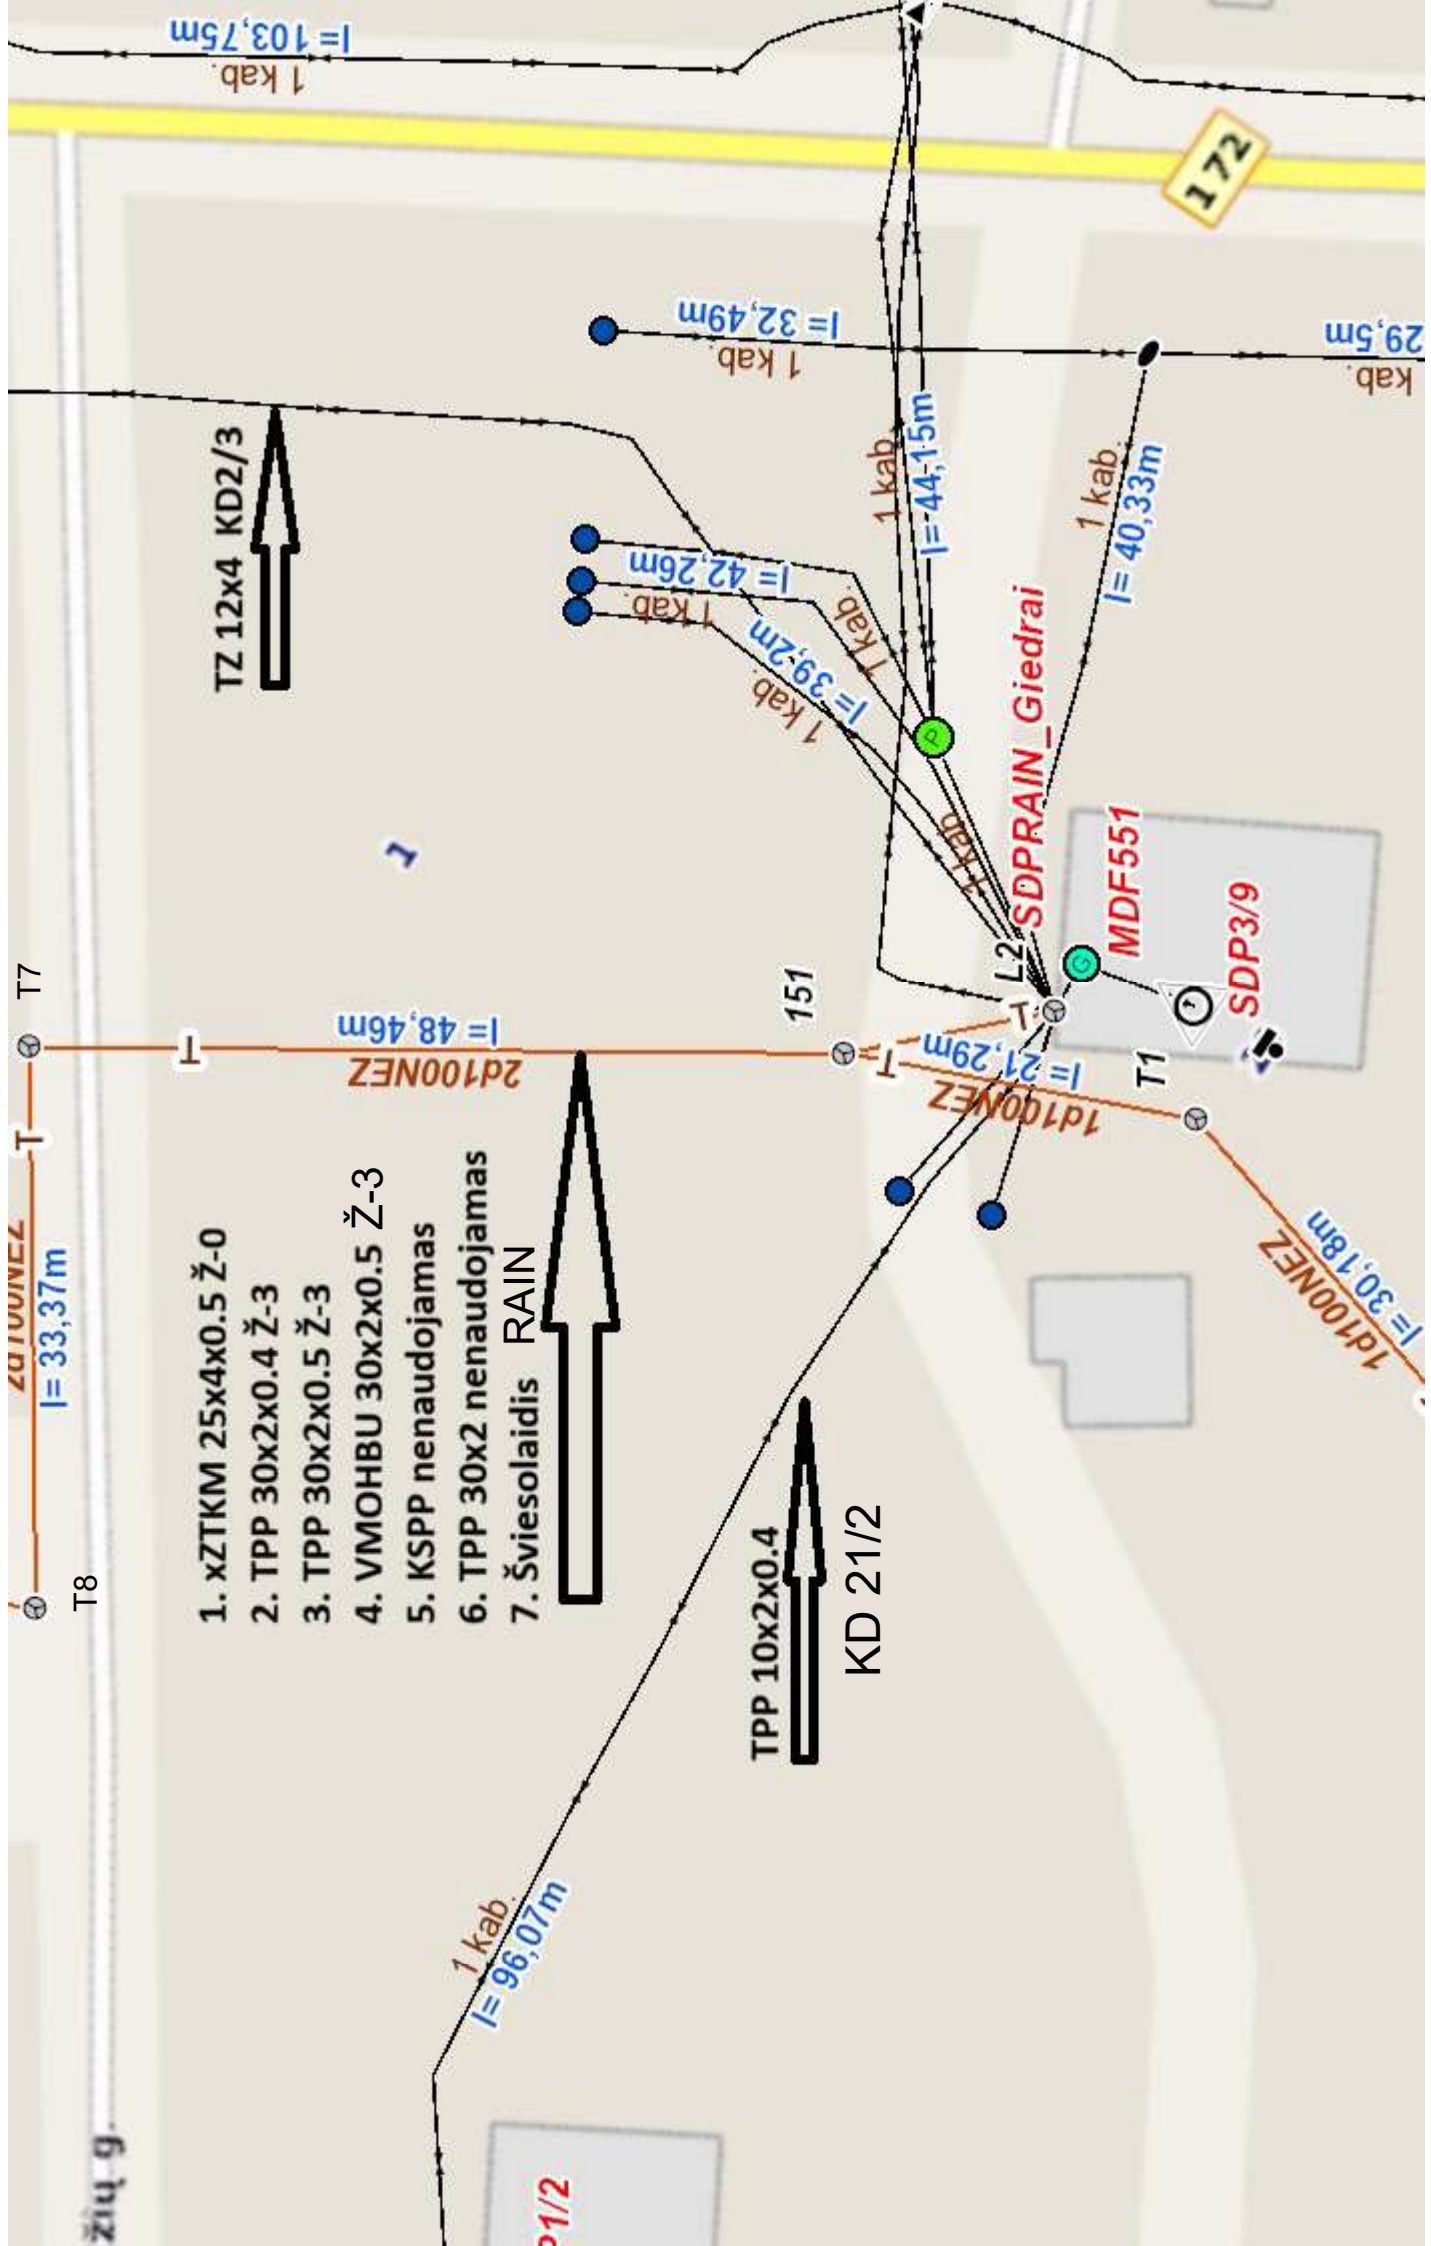 l= 103,75m
1 kab.
172
l= 32,49m
1 kab.
29,5m
kab
TZ 12x4 KD2/3
1 kab.
l= 44,15m
1 kab.
l= 40,33m
l= 42,26m
1 kab.
1 kab.
l= 39,2m
1 kab.
P
1 kab.
SDPRAIN_Giedrai
MDF551
SDP3/9
L2
G
1
T7
T
l= 48,46m
2d100NEZ
151
T
T
l= 21,29m
1d100NEZ
T1
T
2d100NEZ
l= 33,37m
T8
1. xZTKM 25x4x0.5 Ž-0
2. TPP 30x2x0.4 Ž-3
3. TPP 30x2x0.5 Ž-3
4. VMOHBU 30x2x0.5 Ž-3
5. KSPP nenaudojamas
6. TPP 30x2 nenaudojamas
7. Šviesolaidis RAIN
l= 30,18m
1d100NEZ
TPP 10x2x0.4
KD 21/2
1 kab.
l= 96,07m
žių g.
P1/2